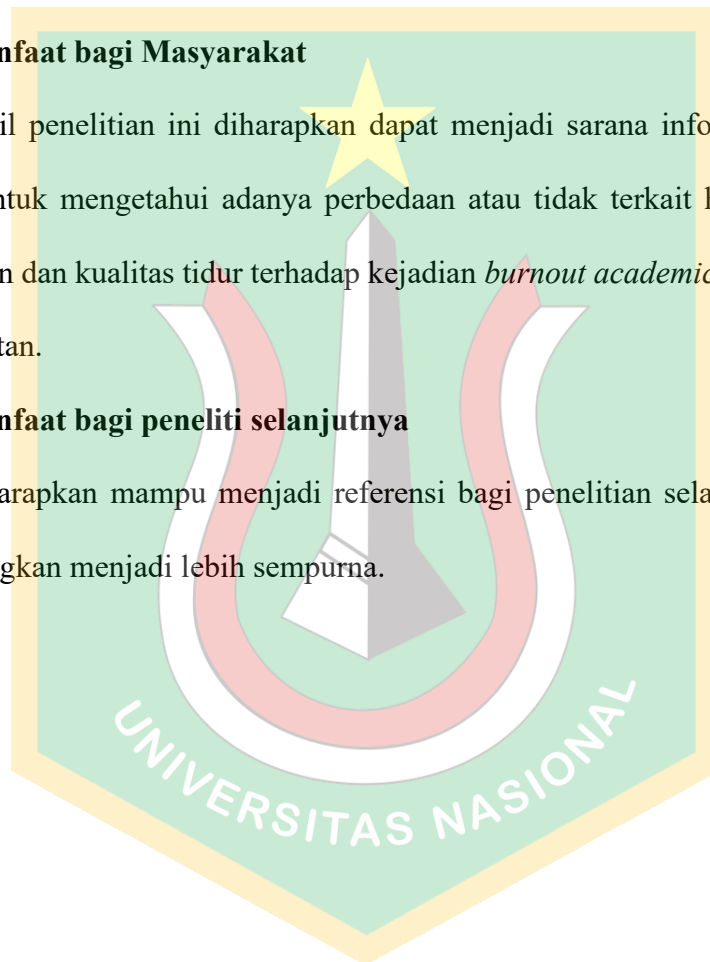 nfaat bagi Masyarakat
il penelitian ini diharapkan dapat menjadi sarana info
ntuk mengetahui adanya perbedaan atau tidak terkait h
n dan kualitas tidur terhadap kejadian burnout academic
tan.
nfaat bagi peneliti selanjutnya
arapkan mampu menjadi referensi bagi penelitian sela
gkan menjadi lebih sempurna.
UNIVERSITAS NASIONAL